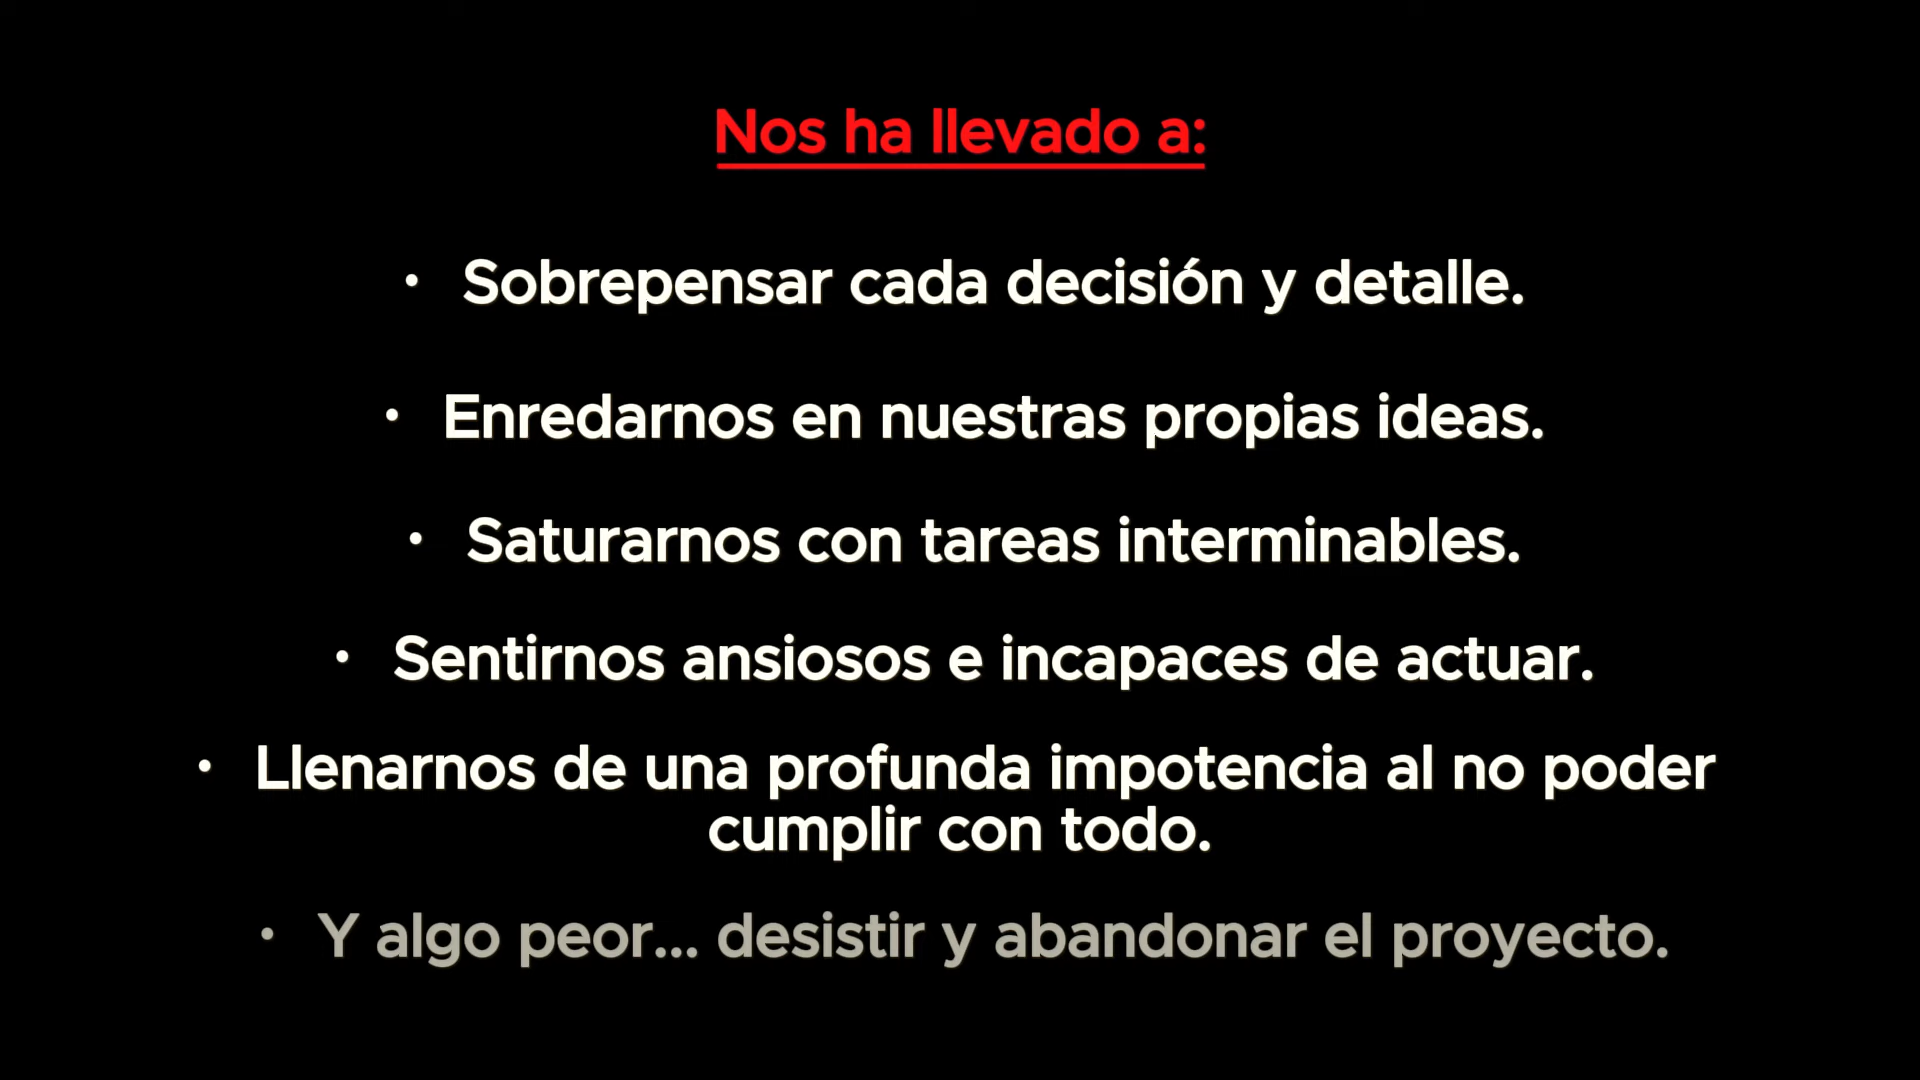 Nos ha llevado a:
• Sobrepensar cada decisión y detalle.
• Enredarnos en nuestras propias ideas.
• Saturarnos con tareas interminables.
• Sentirnos ansiosos e incapaces de actuar.
• Llenarnos de una profunda impotencia al no poder
cumplir con todo.
• Y algo peor... desistir y abandonar el proyecto.